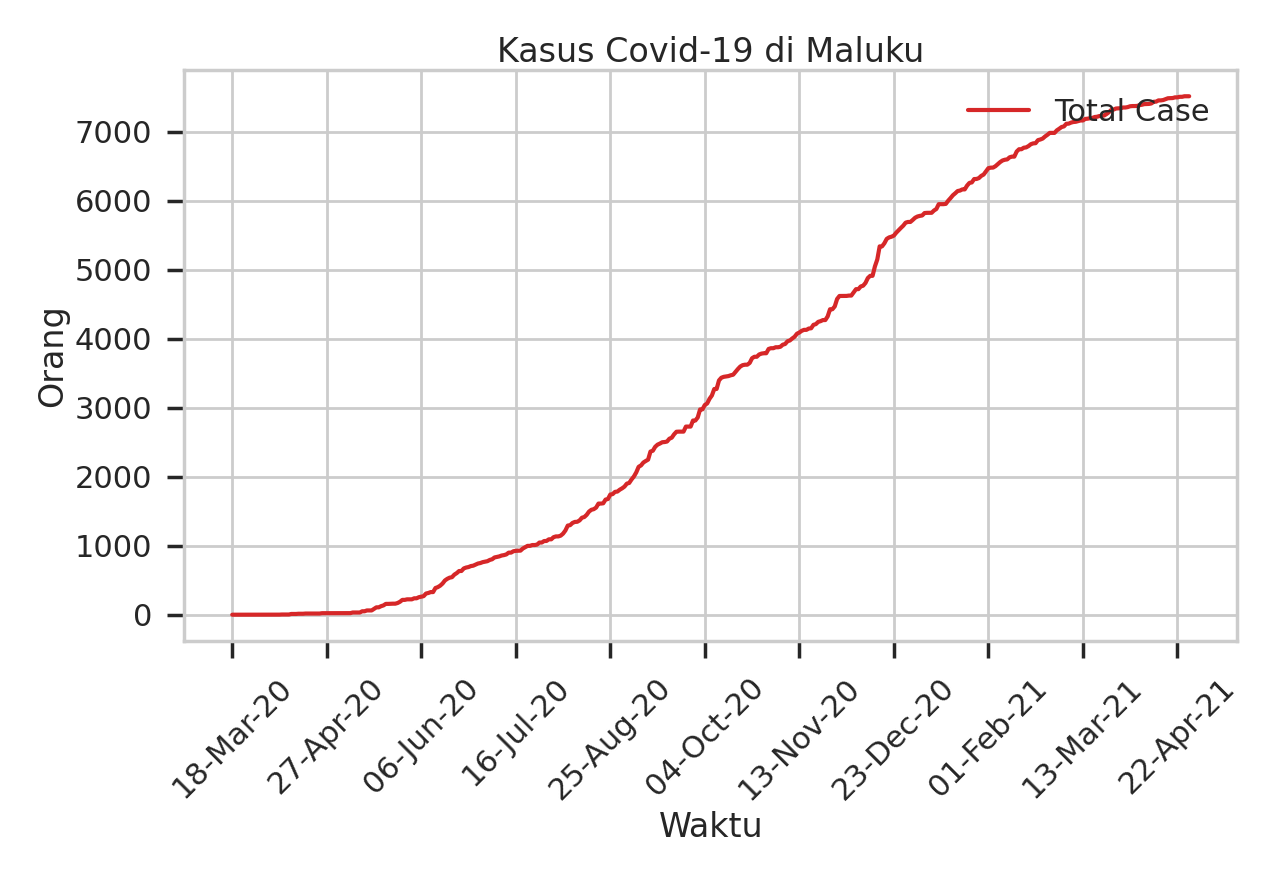 Kasus Covid-19 di Maluku
Total Case
Orang
7000
6000
5000
4000
3000
2000
1000
0
18-Mar-20
27-Apr-20
06-Jun-20
16-Jul-20
25-Aug-20
04-Oct-20
13-Nov-20
23-Dec-20
01-Feb-21
13-Mar-21
22-Apr-21
Waktu